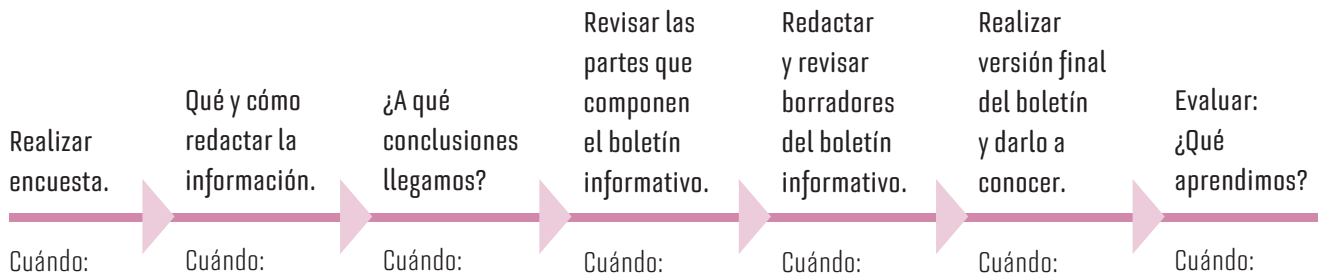 Realizar
encuesta.
Cuándo:
Qué y cómo
redactar la
información.
Cuándo:
¿A qué
conclusiones
llegamos?
Cuándo:
Revisar las
partes que
componen
el boletín
informativo.
Cuándo:
Redactar
y revisar
borradores
del boletín
informativo.
Cuándo:
Realizar
versión final
del boletín
y darlo a
conocer.
Cuándo:
Evaluar:
¿Qué
aprendimos?
Cuándo: